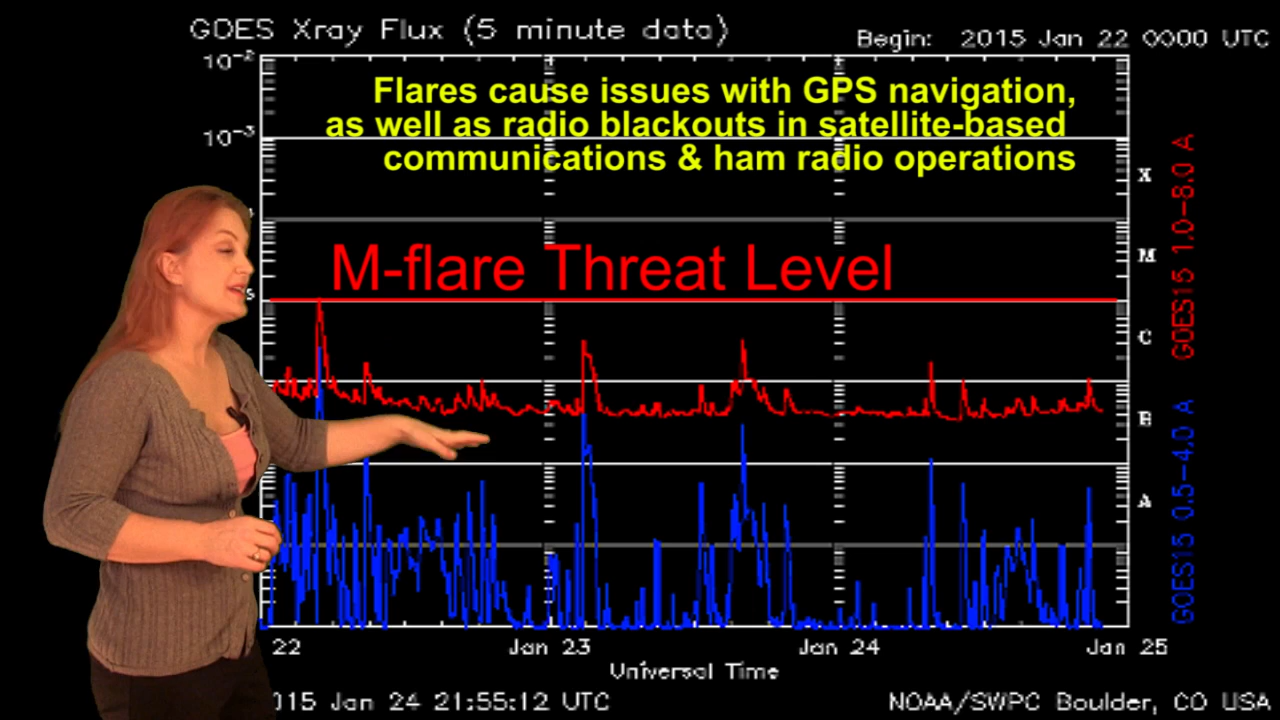 GOES Xray Flux (5 minute data)
Begin: 2015 Jan 22 0000 UTC
10-2
10-3
Flares cause issues with GPS navigation,
as well as radio blackouts in satellite-based
communications & ham radio operations
M-flare Threat Level
X
M
C
B
A
GOES15 1.0-8.0 A
GOES15 0.5-4.0 A
22
Jan 23
Jan 24
Jan 25
Universal Time
015 Jan 24 21:55:12 UTC
NOAA/SWPC Boulder, CO USA